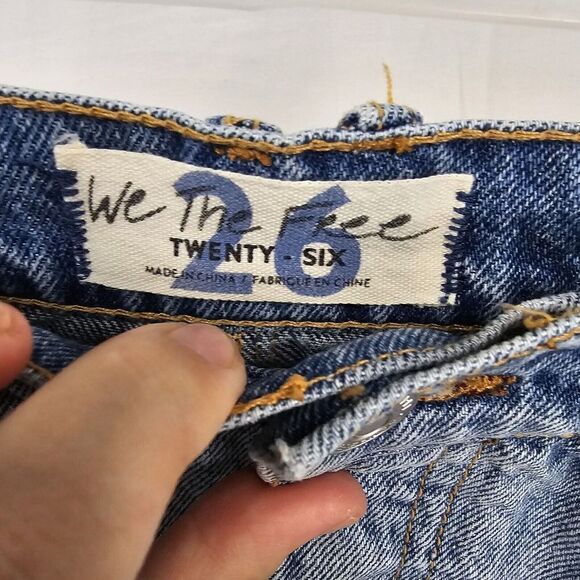 We The Free
26
TWENTY - SIX
MADE IN CHINA / FABRIQUÉ EN CHINE